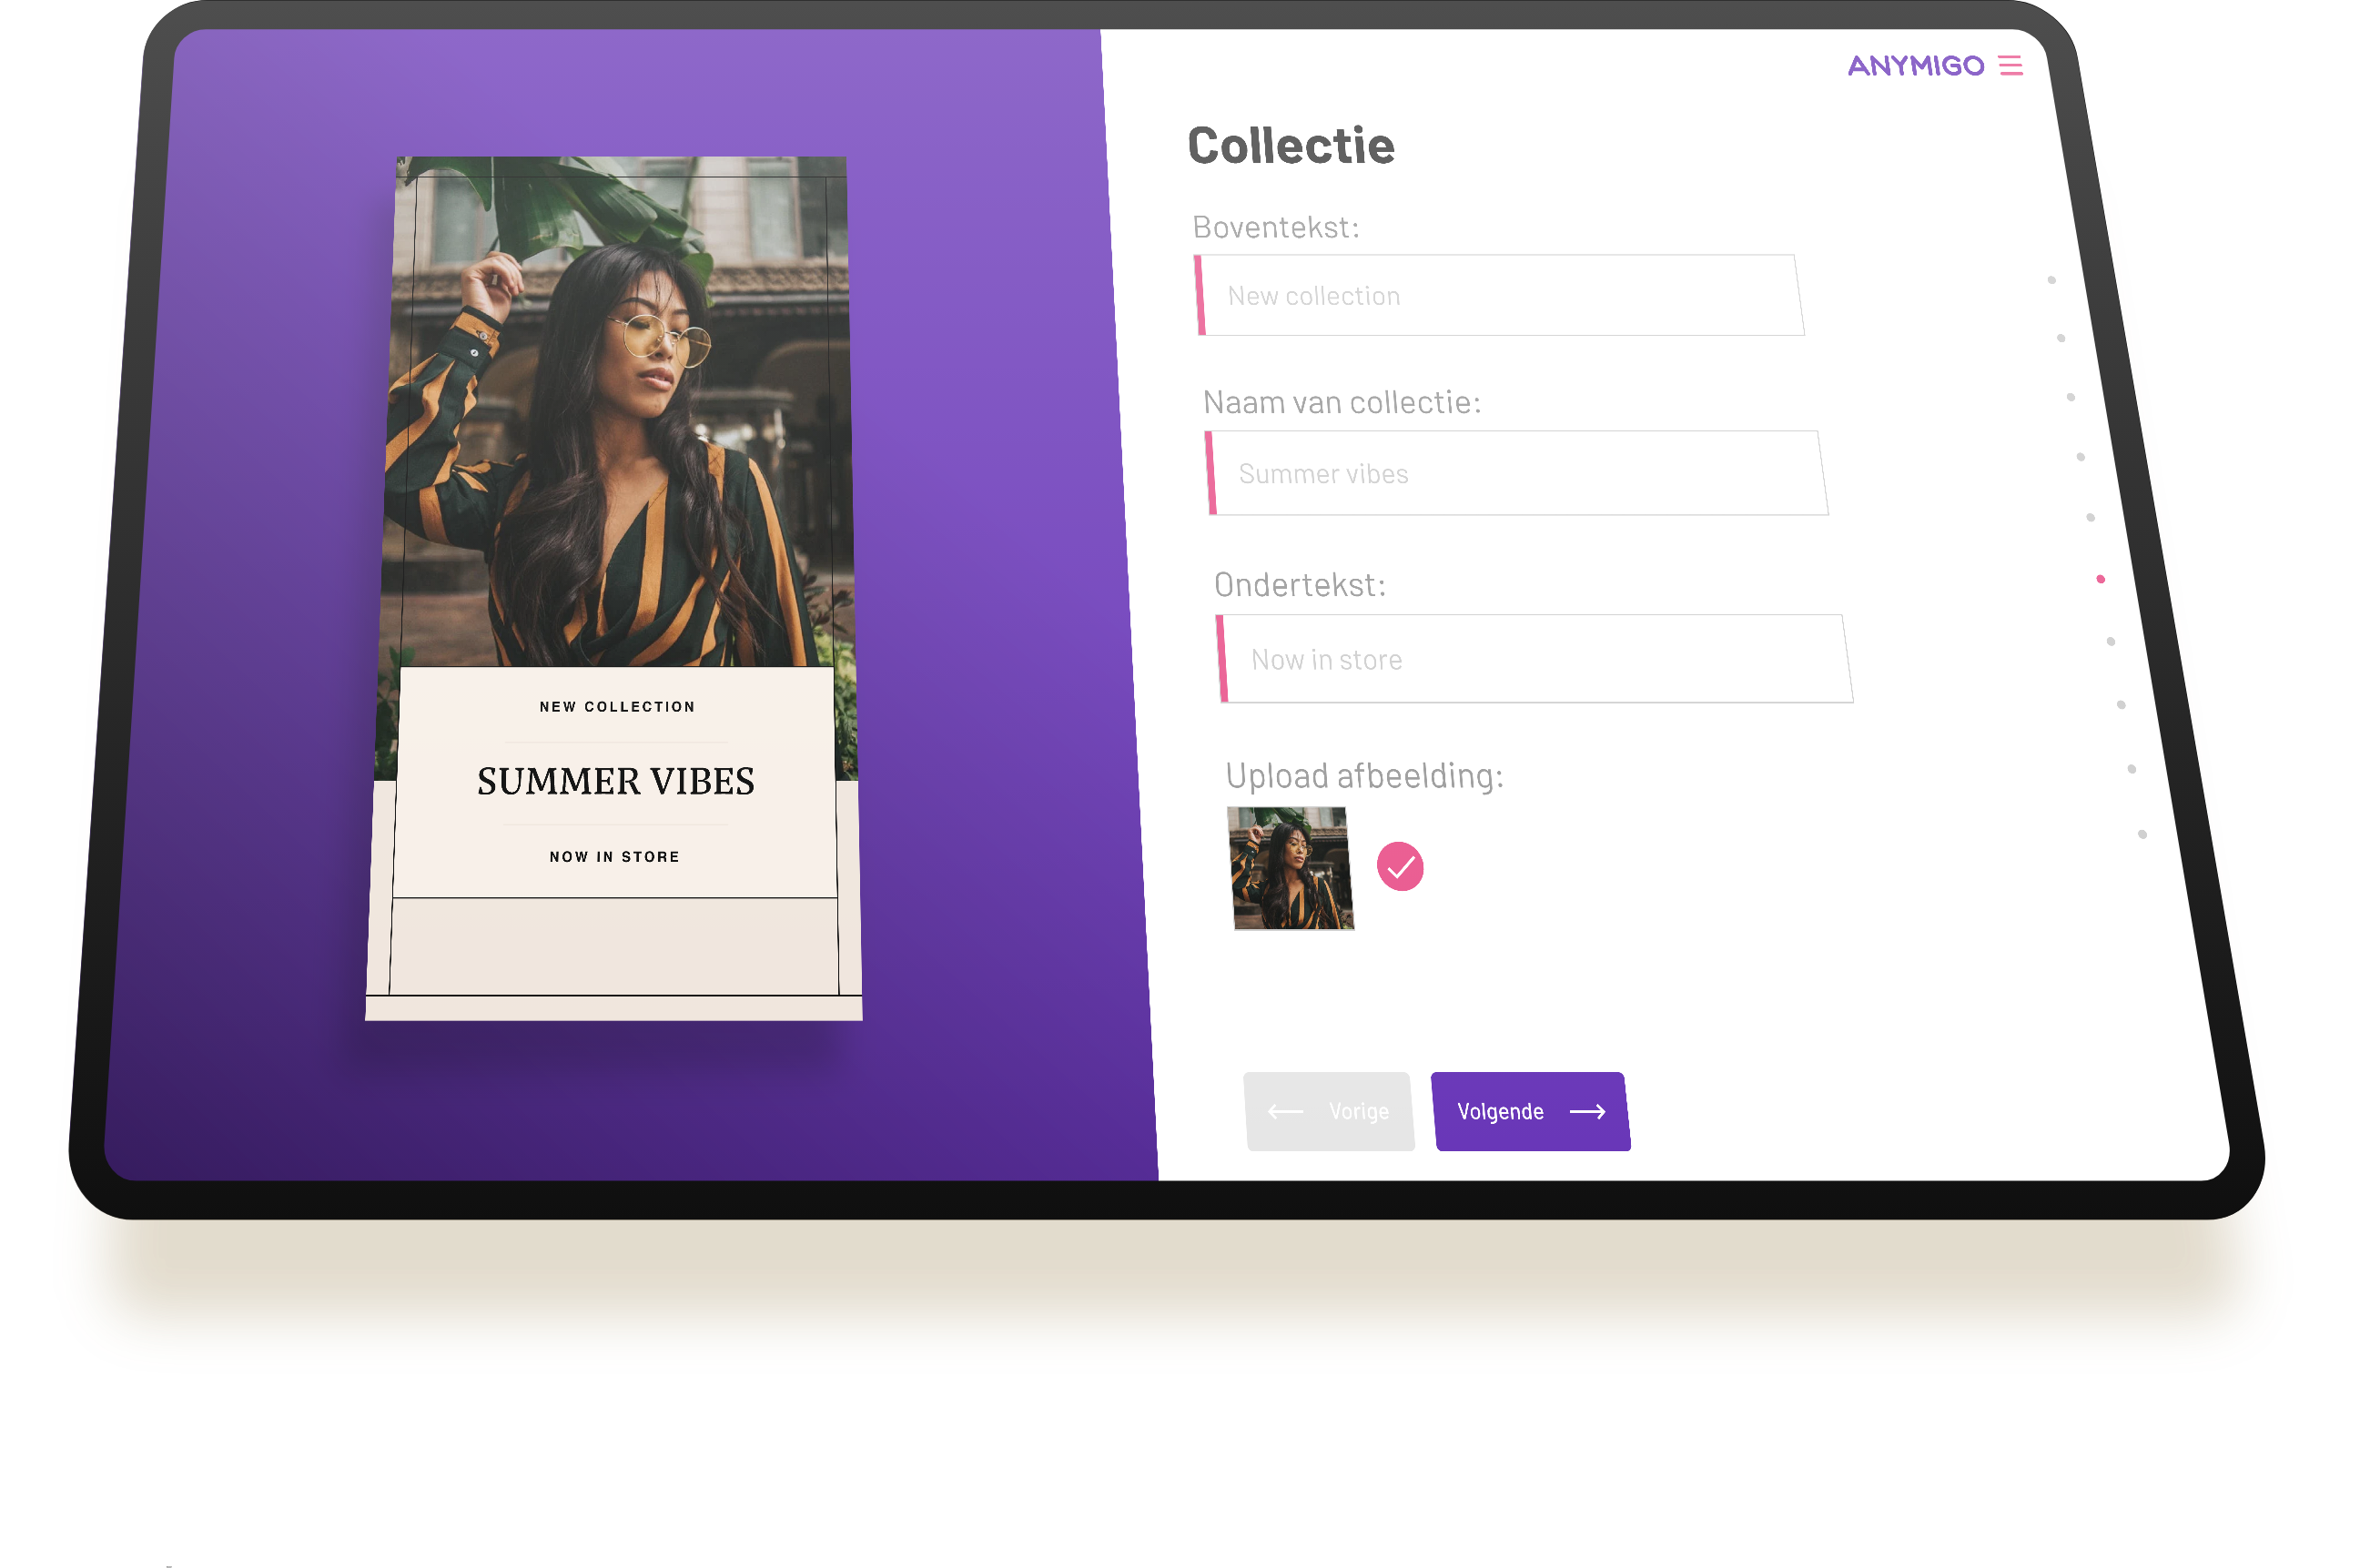 ANYMIGO
Collectie
Boventekst:
New collection
Naam van collectie:
Summer vibes
Ondertekst:
Now in store
Upload afbeelding:
Vorige
Volgende
NEW COLLECTION
SUMMER VIBES
NOW IN STORE